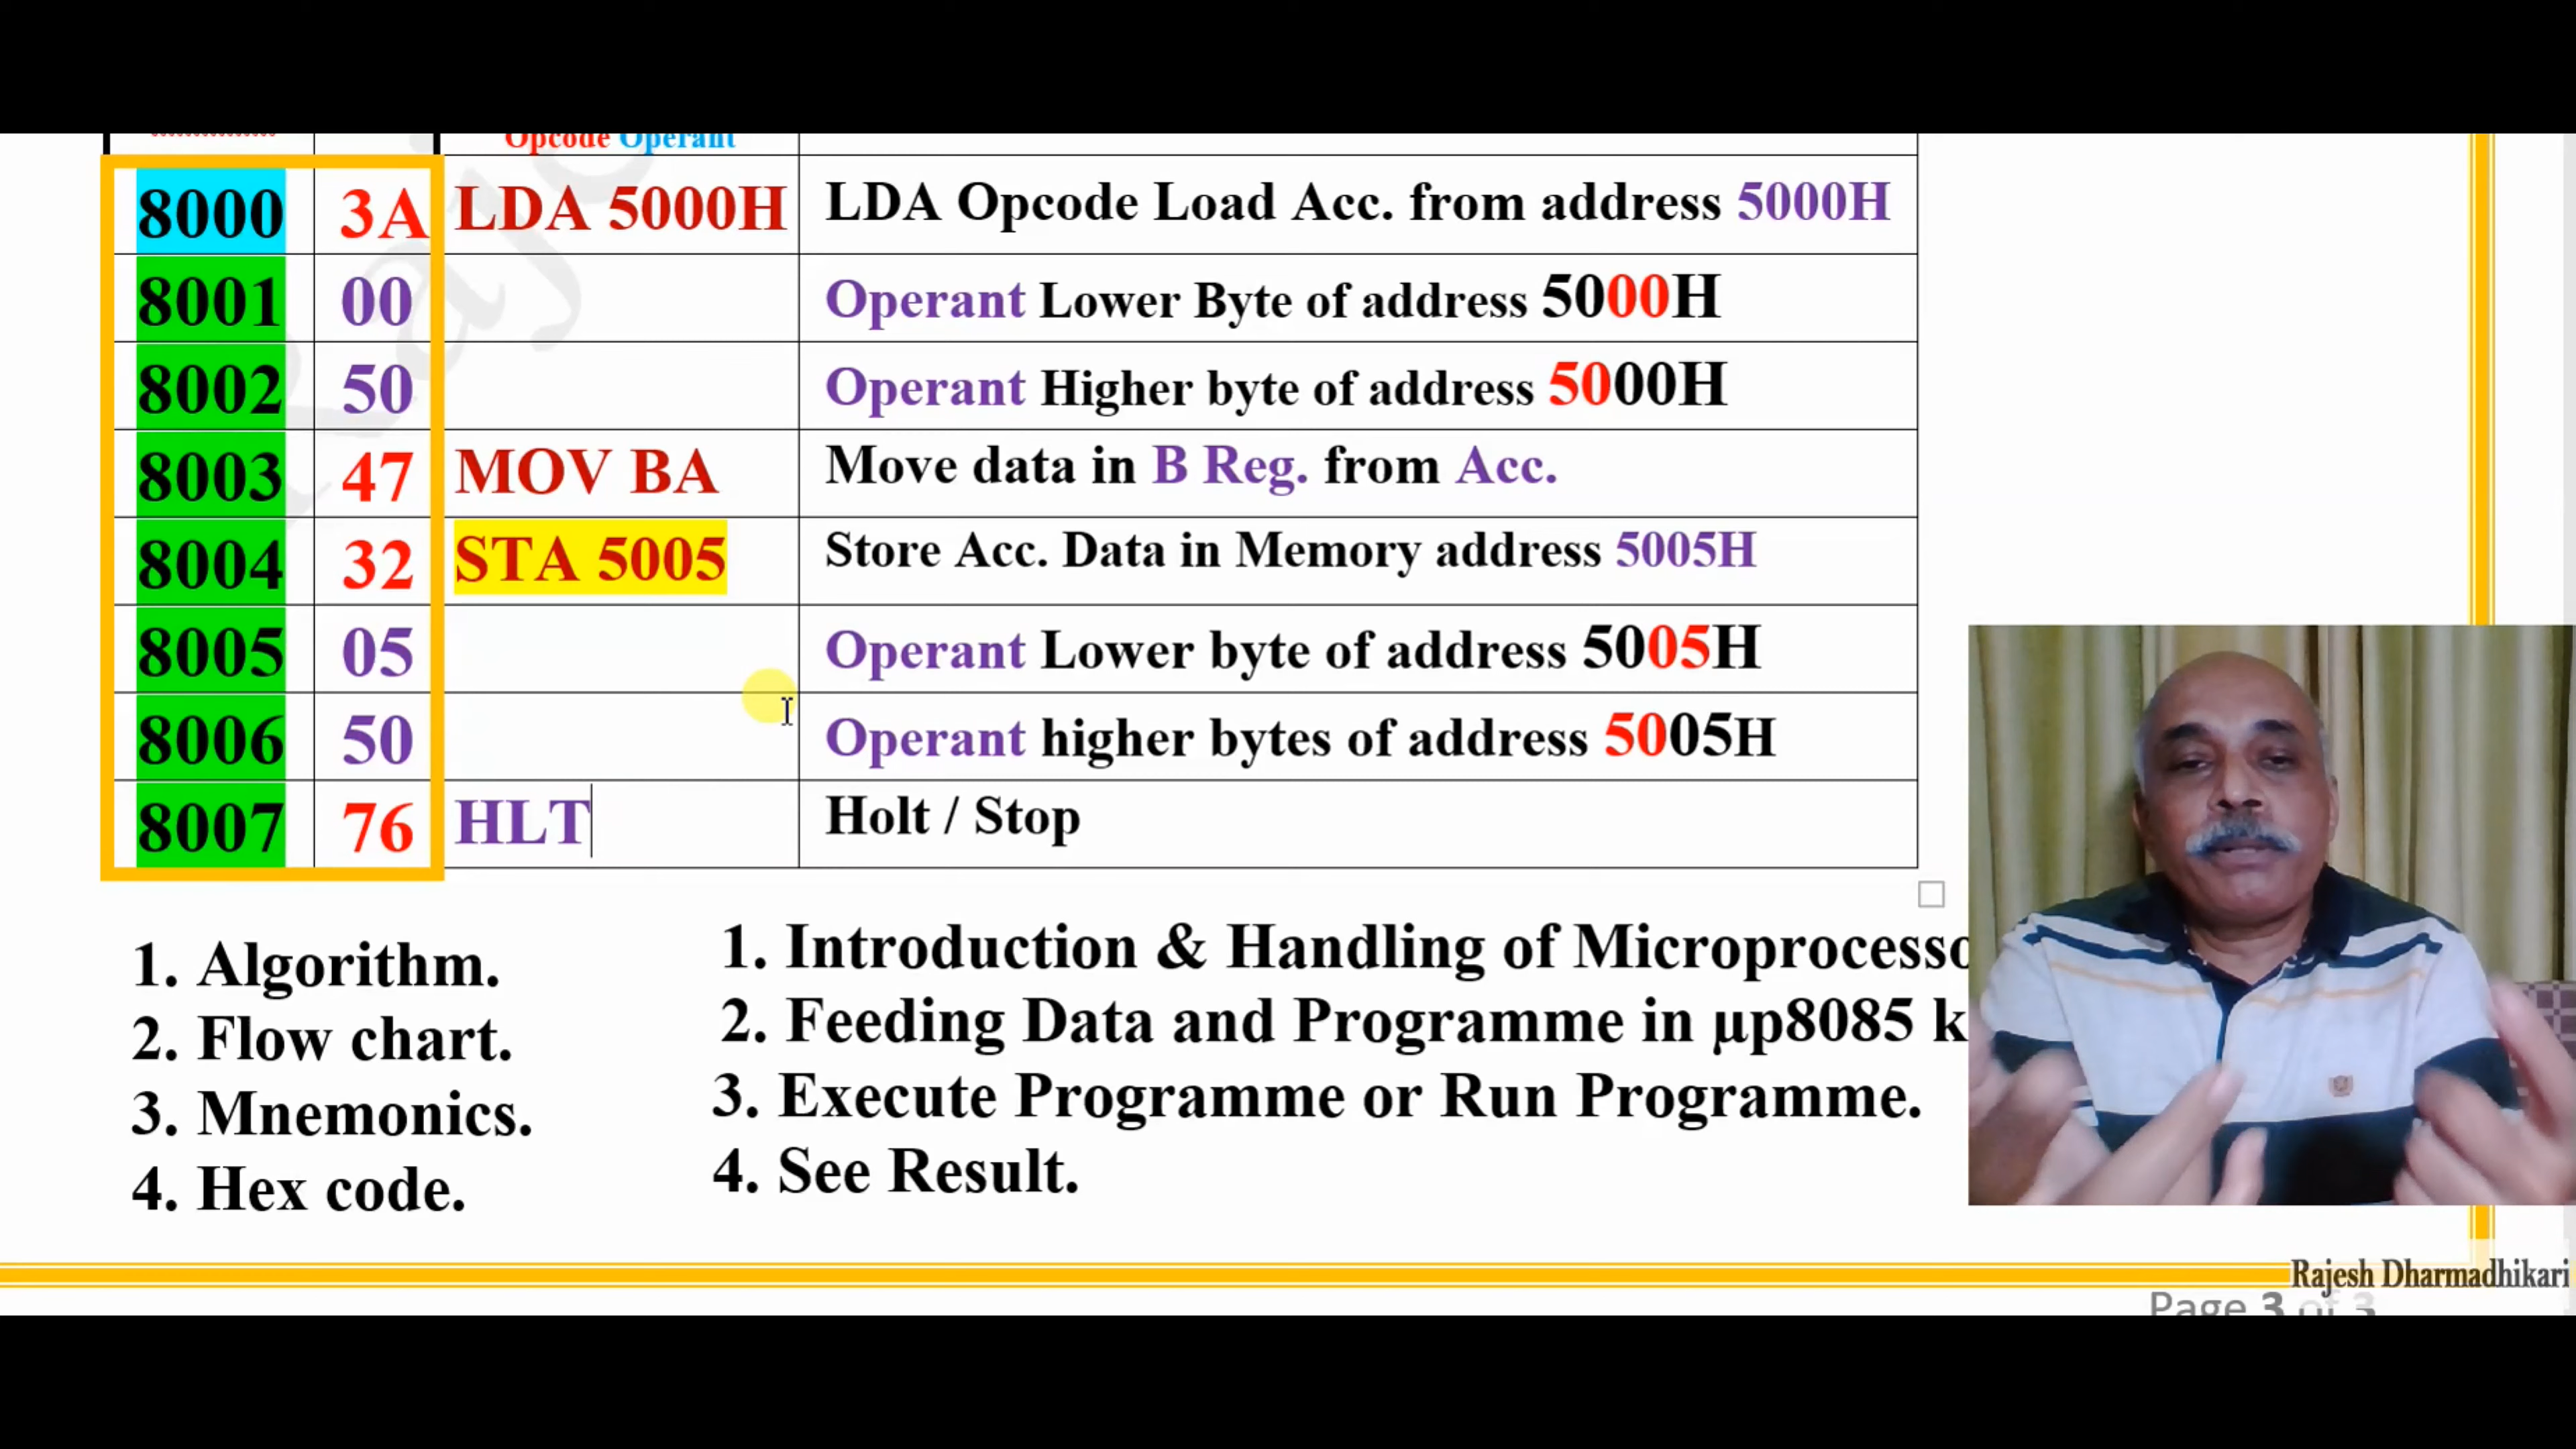 Opcode Operant
8000 3A LDA 5000H LDA Opcode Load Acc. from address 5000H
8001 00 Operant Lower Byte of address 5000H
8002 50 Operant Higher byte of address 5000H
8003 47 MOV BA Move data in B Reg. from Acc.
8004 32 STA 5005 Store Acc. Data in Memory address 5005H
8005 05 Operant Lower byte of address 5005H
8006 50 Operant higher bytes of address 5005H
8007 76 HLT Holt / Stop
1. Algorithm.
2. Flow chart.
3. Mnemonics.
4. Hex code.
1. Introduction & Handling of
2. Feeding Data and Programme in µp8085
3. Execute Programme or Run Programme.
4. See Result.
Rajesh Dharmadhikari
Page 3 of 3